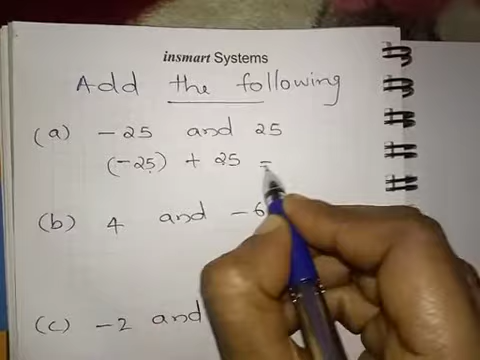 insmart Systems
Add the following
(a) -25 and 25
(-25) + 25 =
(b) 4 and -6
(c) -2 and